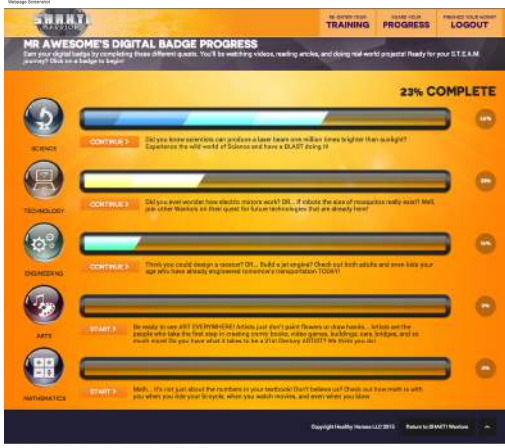 Webpage Screenshot
SHAKTI
WARRIOR
RE-ENTER YOUR
TRAINING
SHARE YOUR
PROGRESS
FINISHED YOUR WORK?
LOGOUT
MR AWESOME'S DIGITAL BADGE PROGRESS
Earn your digital badge by completing these different quests. You'll be watching videos, reading articles, and doing real-world projects! Ready for your S.T.E.A.M
journey? Click on a badge to begin!
23% COMPLETE
SCIENCE
CONTINUE >
Did you know scientists can produce a laser beam one million times brighter than sunlight?
Experience the wild world of Science and have a BLAST doing it!
TECHNOLOGY
CONTINUE >
Did you ever wonder how electric motors work? OR... if robots the size of mosquitos really exist? Well,
join other Warriors on their quest for future technologies that are already here!
ENGINEERING
CONTINUE >
Think you could design a racecar? OR... Build a jet engine? Check out both adults and even kids your
age who have already engineered tomorrow's transportation TODAY!
ARTS
START >
Be ready to see ART EVERYWHERE! Artists just don't paint flowers or draw hands... Artists are the
people who take the first step in creating comic books, video games, buildings, cars, bridges, and so
much more! Do you have what it takes to be a 21st Century ARTIST? We think you do!
0%
MATHEMATICS
START >
Math... It's not just about the numbers in your textbook! Don't believe us? Check out how math is with
you when you ride your bicycle, when you watch movies, and even when you
0%
Copyright Healthy Heroes LLC 2015
Return to SHAKTI Warriors